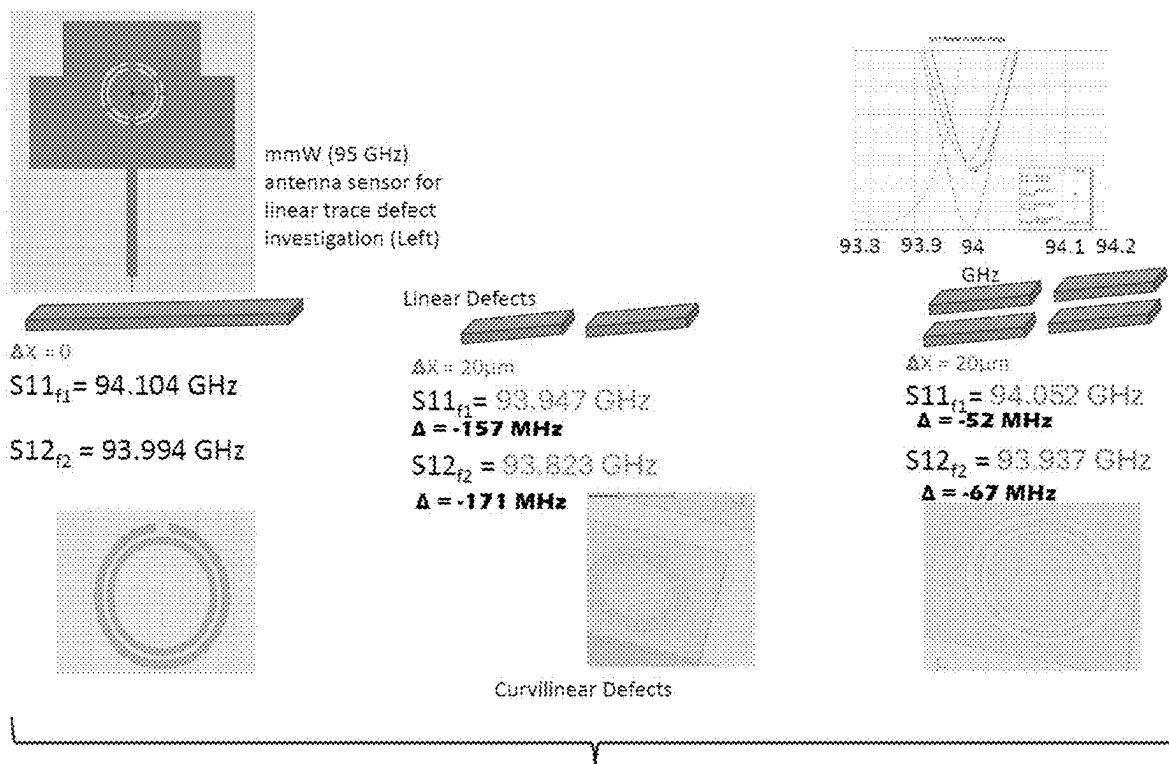 mmW (95 GHz)
antenna sensor for
linear trace defect
investigation (Left)
93.8 93.9 94 94.1 94.2
GHz
Linear Defects
ΔX = 0
S11f1= 94.104 GHz
S12f2 = 93.994 GHz
ΔX = 20μm
S11f1= 93.947 GHz
Δ = -157 MHz
S12f2 = 93.823 GHz
Δ = -171 MHz
ΔX = 20μm
S11f1= 94.052 GHz
Δ = -52 MHz
S12f2 = 93.937 GHz
Δ = -67 MHz
Curvilinear Defects